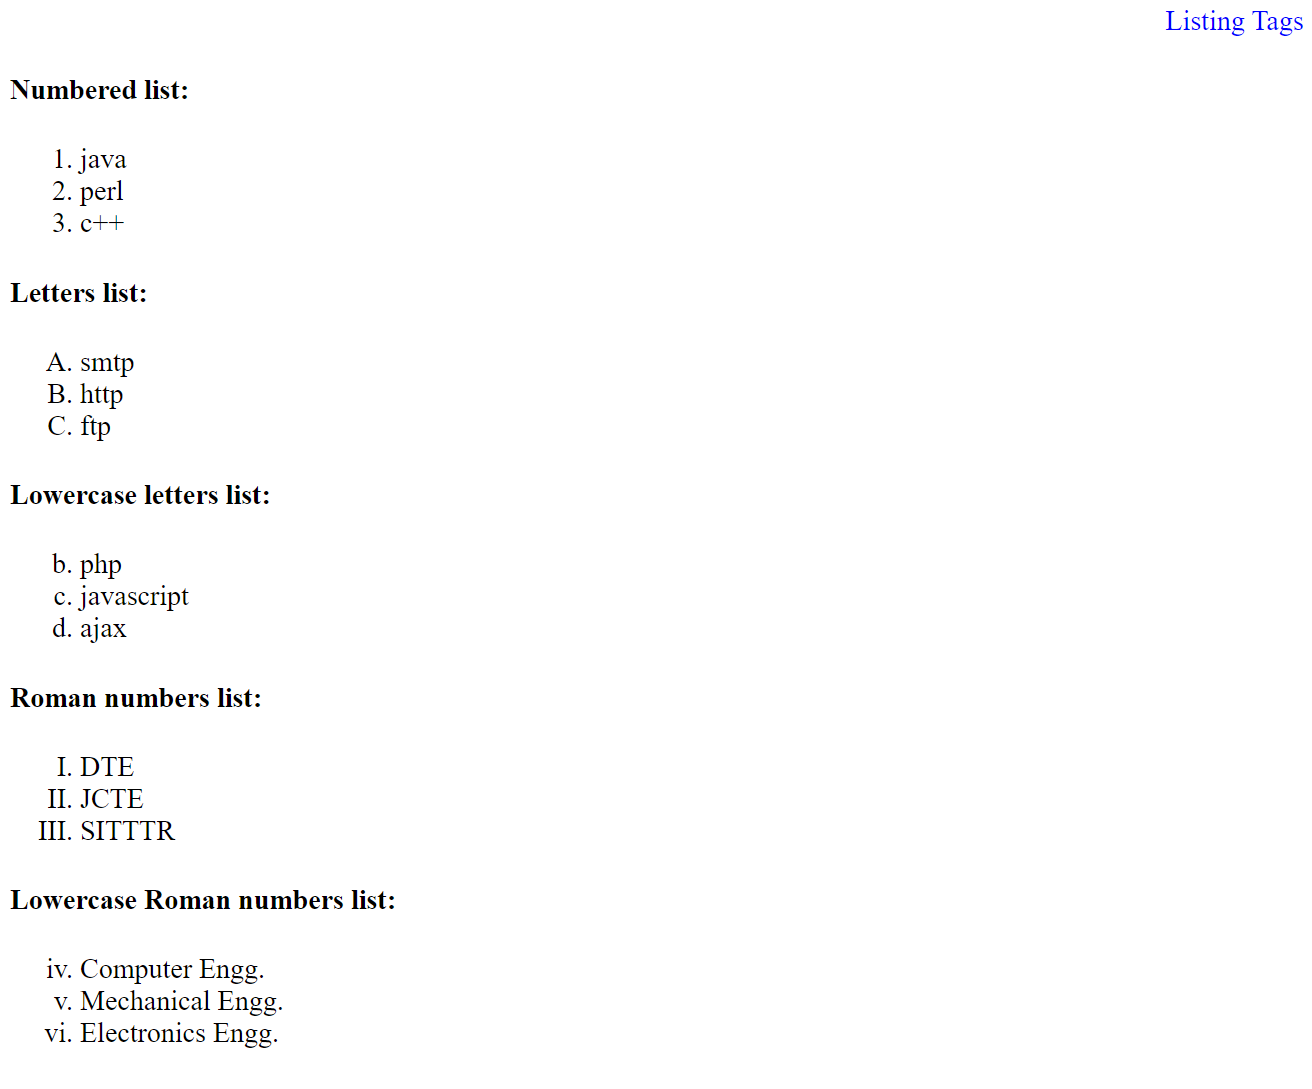 Listing Tags
Numbered list:
1. java
2. perl
3. c++
Letters list:
A. smtp
B. http
C. ftp
Lowercase letters list:
b. php
c. javascript
d. ajax
Roman numbers list:
I. DTE
II. JCTE
III. SITTTR
Lowercase Roman numbers list:
iv. Computer Engg.
v. Mechanical Engg.
vi. Electronics Engg.